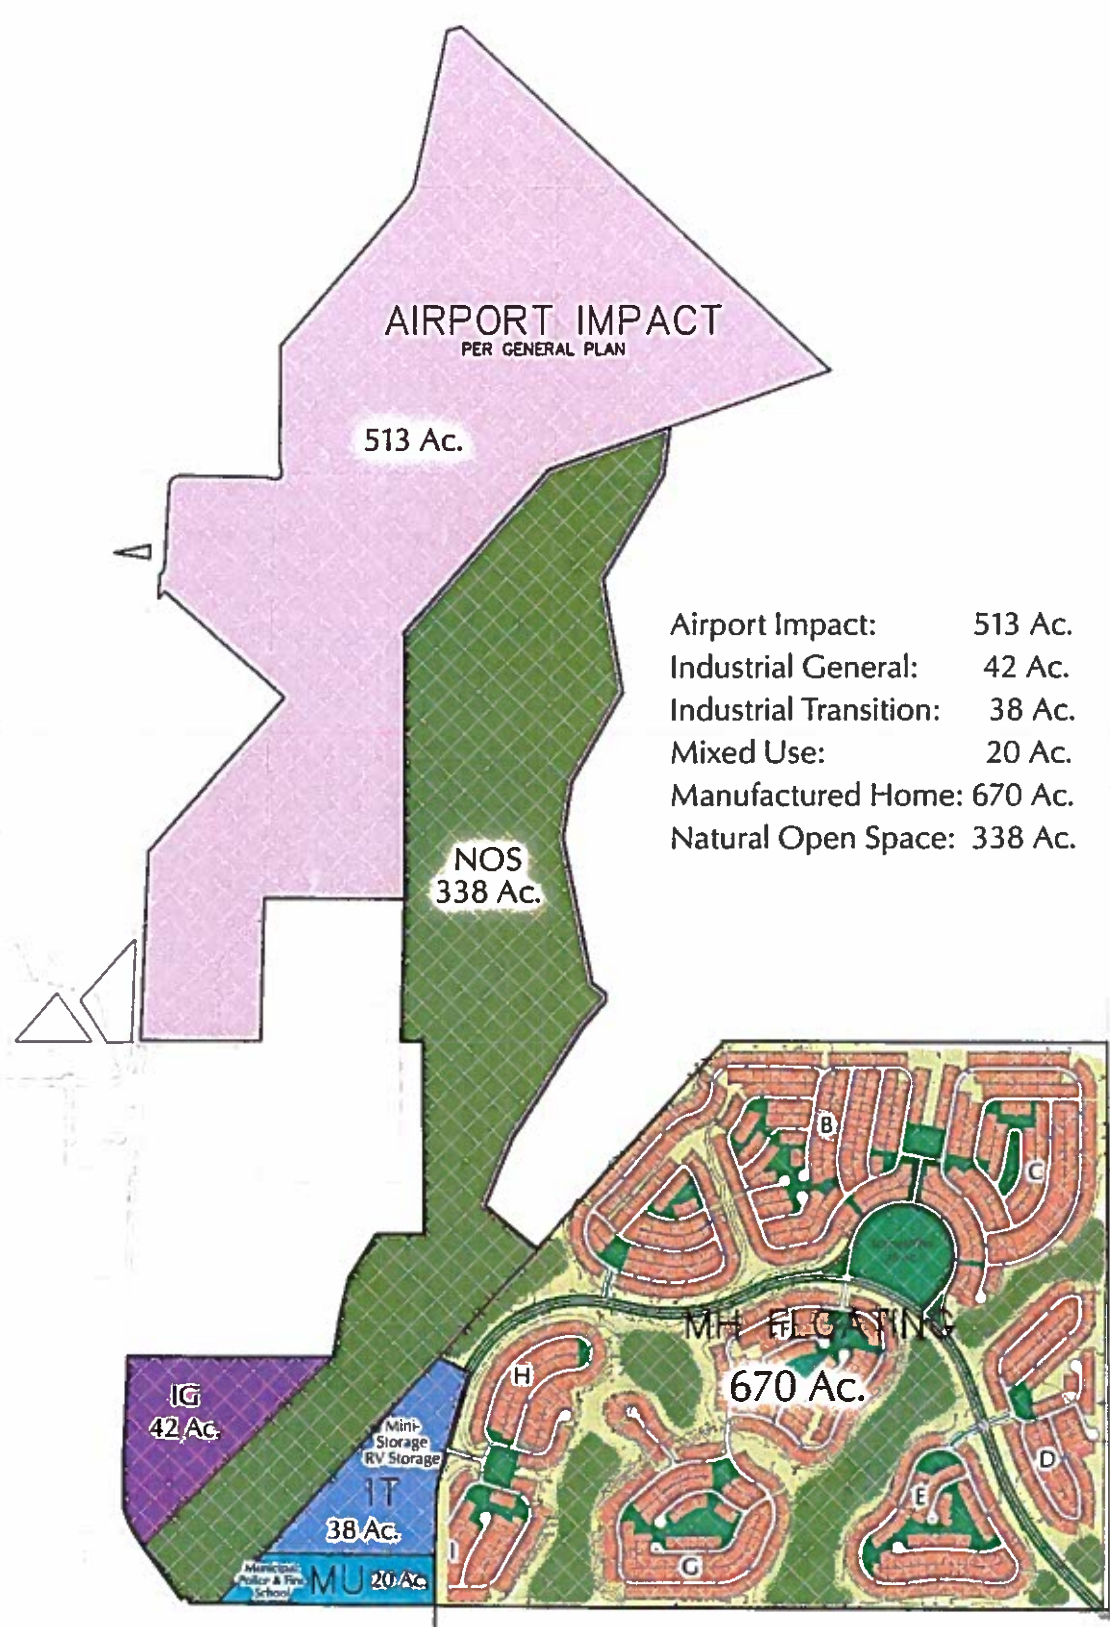 AIRPORT IMPACT
PER GENERAL PLAN
513 Ac.
Airport Impact: 513 Ac.
Industrial General: 42 Ac.
Industrial Transition: 38 Ac.
Mixed Use: 20 Ac.
Manufactured Home: 670 Ac.
Natural Open Space: 338 Ac.
NOS
338 Ac.
B
C
MH FLOATING
F
670 Ac.
H
IG
42 Ac.
Mini-
Storage
RV Storage
IT
38 Ac.
D
E
I
G
Municipal
Police & Fire
School
MU 20 Ac.